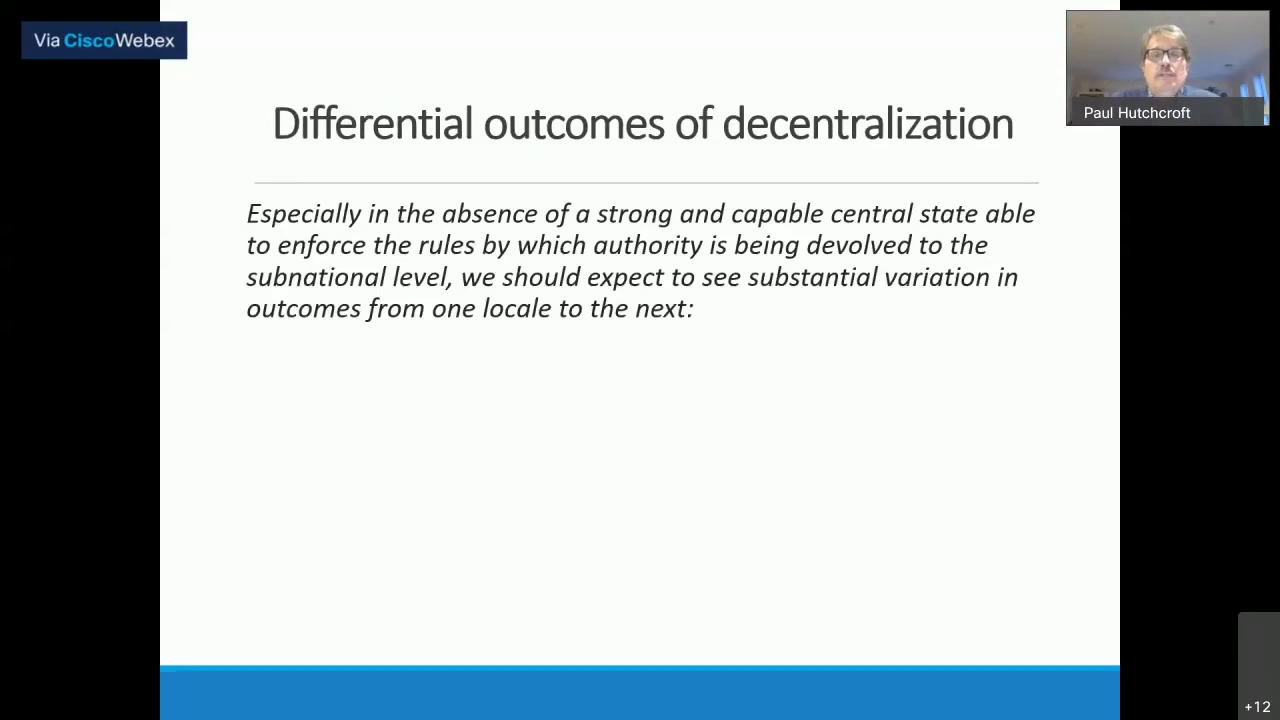 Via Cisco Webex
Paul Hutchcroft
Differential outcomes of decentralization
Especially in the absence of a strong and capable central state able
to enforce the rules by which authority is being devolved to the
subnational level, we should expect to see substantial variation in
outcomes from one locale to the next:
+12